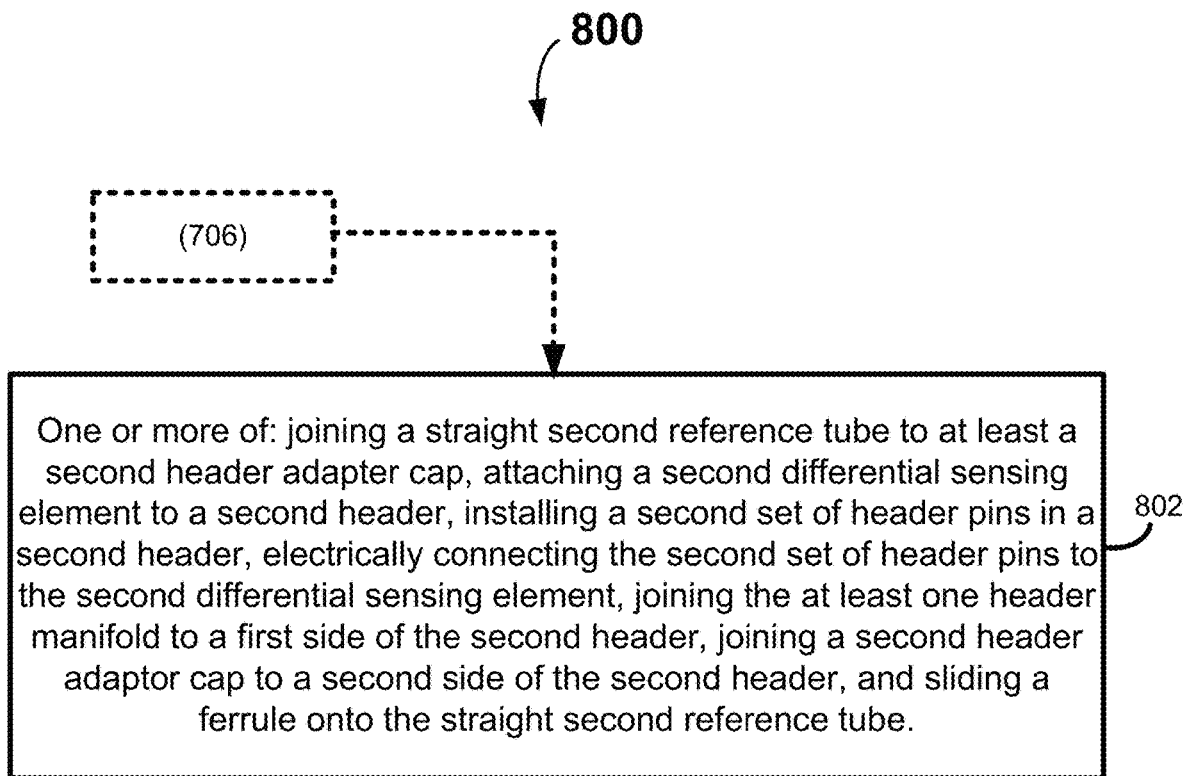 800
(706)
One or more of: joining a straight second reference tube to at least a
second header adapter cap, attaching a second differential sensing
element to a second header, installing a second set of header pins in a
second header, electrically connecting the second set of header pins to
the second differential sensing element, joining the at least one header
manifold to a first side of the second header, joining a second header
adaptor cap to a second side of the second header, and sliding a
ferrule onto the straight second reference tube.
802